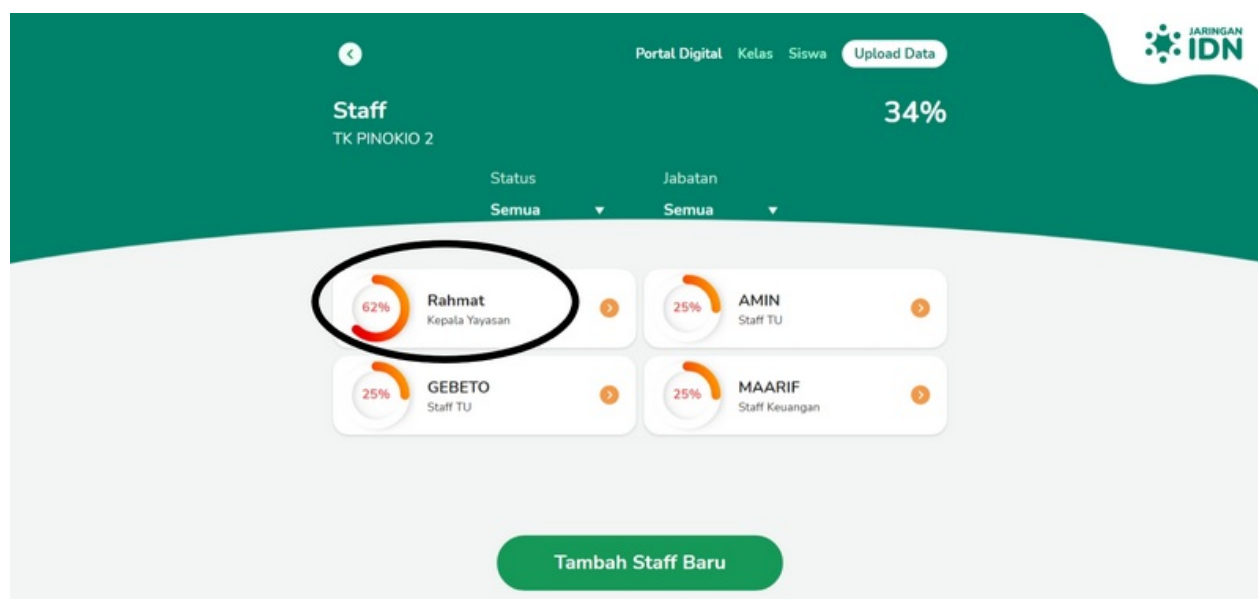 JARINGAN
IDN
Portal Digital Kelas Siswa Upload Data
Staff 34%
TK PINOKIO 2
Status Jabatan
Semua Semua
62% Rahmat
Kepala Yayasan
25% AMIN
Staff TU
25% GEBETO
Staff TU
25% MAARIF
Staff Keuangan
Tambah Staff Baru